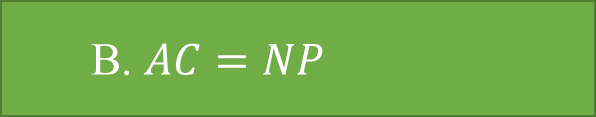 B. AC = NP